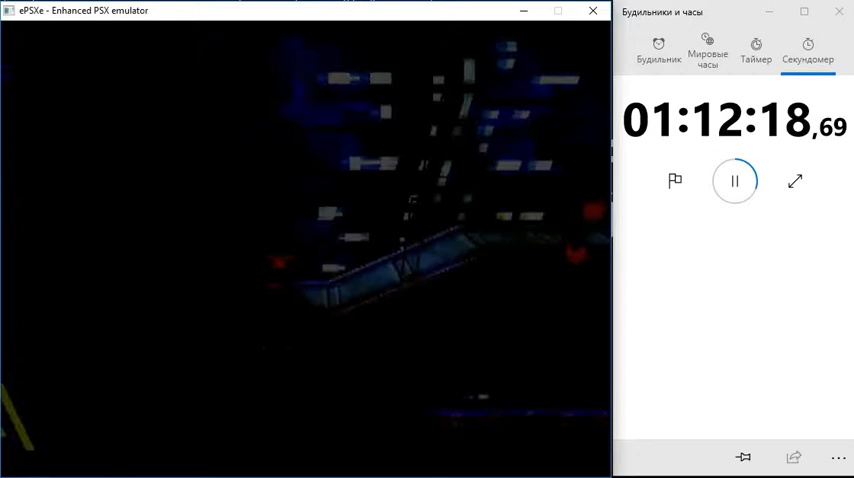 ePSXe - Enhanced PSX emulator
Будильники и часы
Будильник
Мировые
часы
Таймер
Секундомер
01:12:18,69